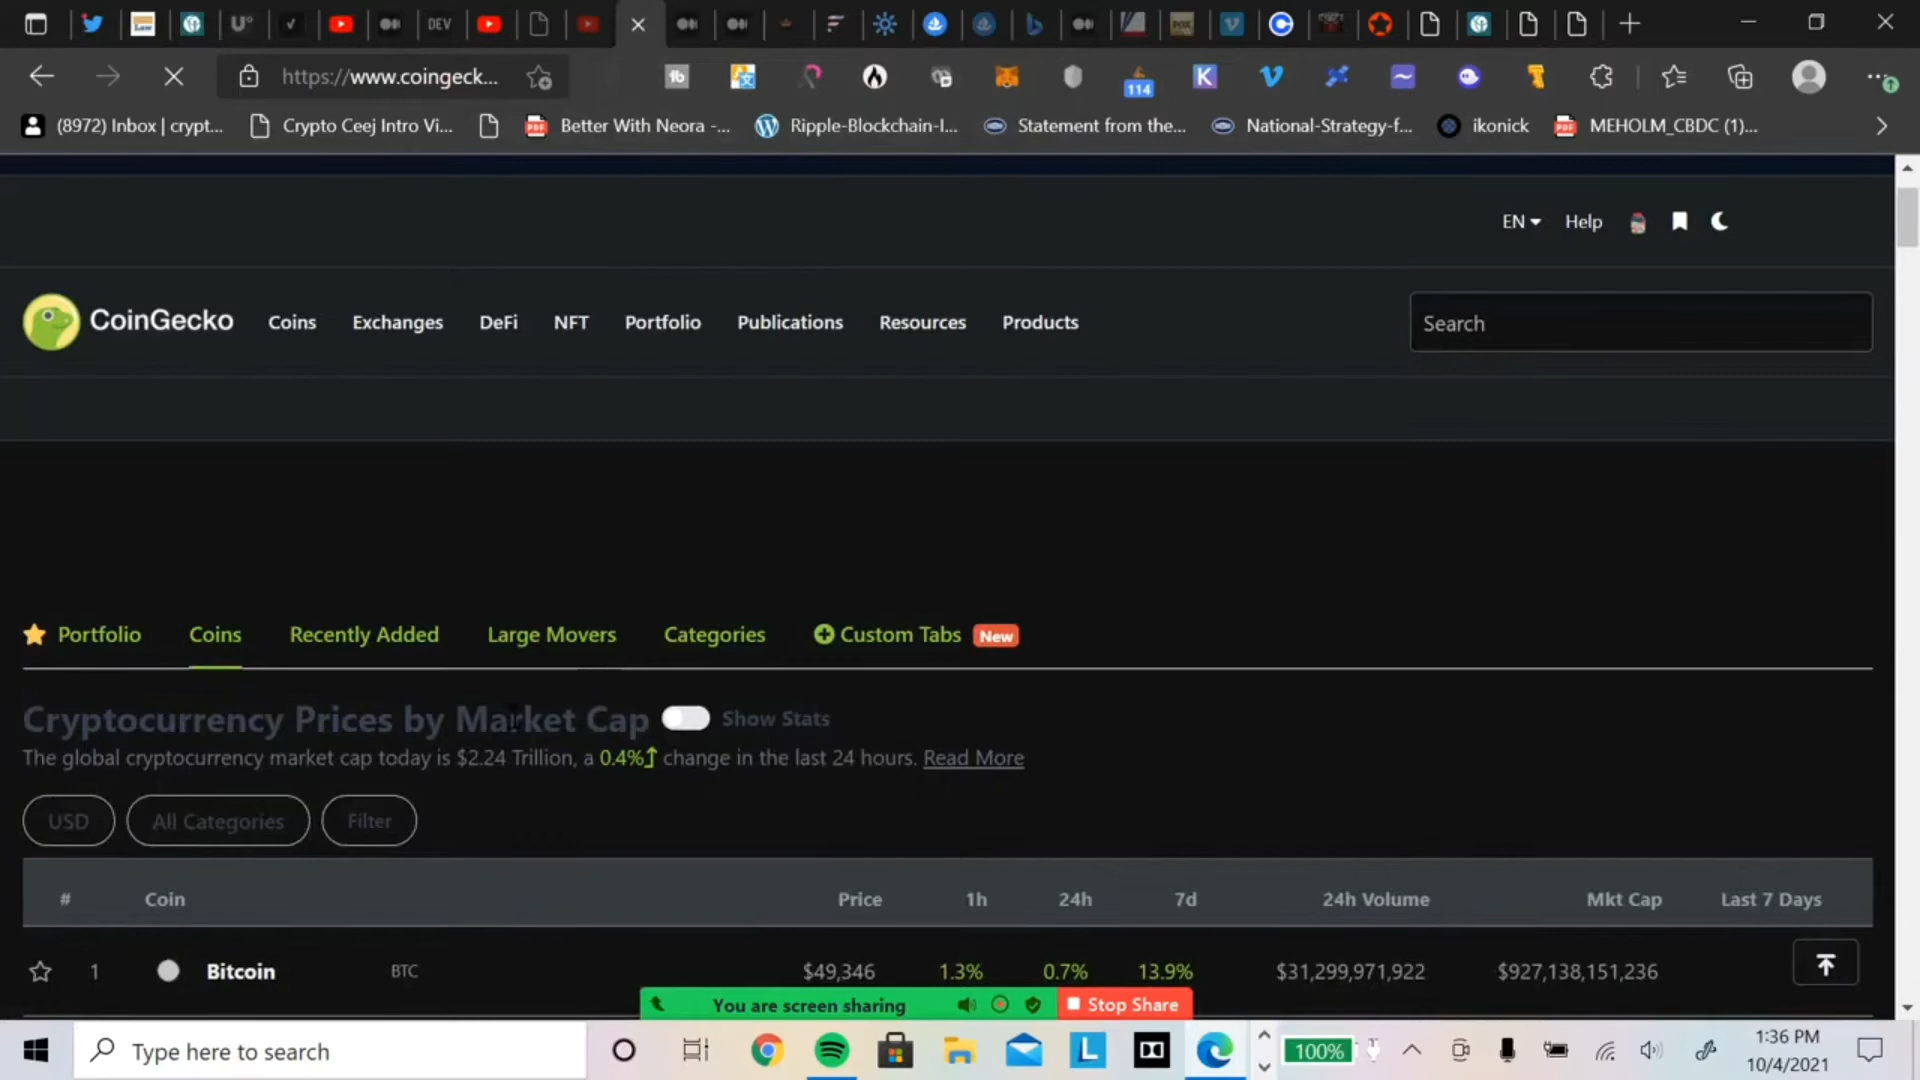 U°
DEV
https://www.coingeck...
114
(8972) Inbox | crypt...
Crypto Ceej Intro Vi...
Better With Neora -...
Ripple-Blockchain-I...
Statement from the...
National-Strategy-f...
ikonick
MEHOLM_CBDC (1)...
EN
Help
CoinGecko
Coins
Exchanges
DeFi
NFT
Portfolio
Publications
Resources
Products
Search
Portfolio
Coins
Recently Added
Large Movers
Categories
Custom Tabs
New
Cryptocurrency Prices by Market Cap
Show Stats
The global cryptocurrency market cap today is $2.24 Trillion, a 0.4% change in the last 24 hours. Read More
USD
All Categories
Filter
# Coin Price 1h 24h 7d 24h Volume Mkt Cap Last 7 Days
1 Bitcoin BTC $49,346 1.3% 0.7% 13.9% $31,299,971,922 $927,138,151,236
You are screen sharing
Stop Share
Type here to search
100%
1:36 PM
10/4/2021